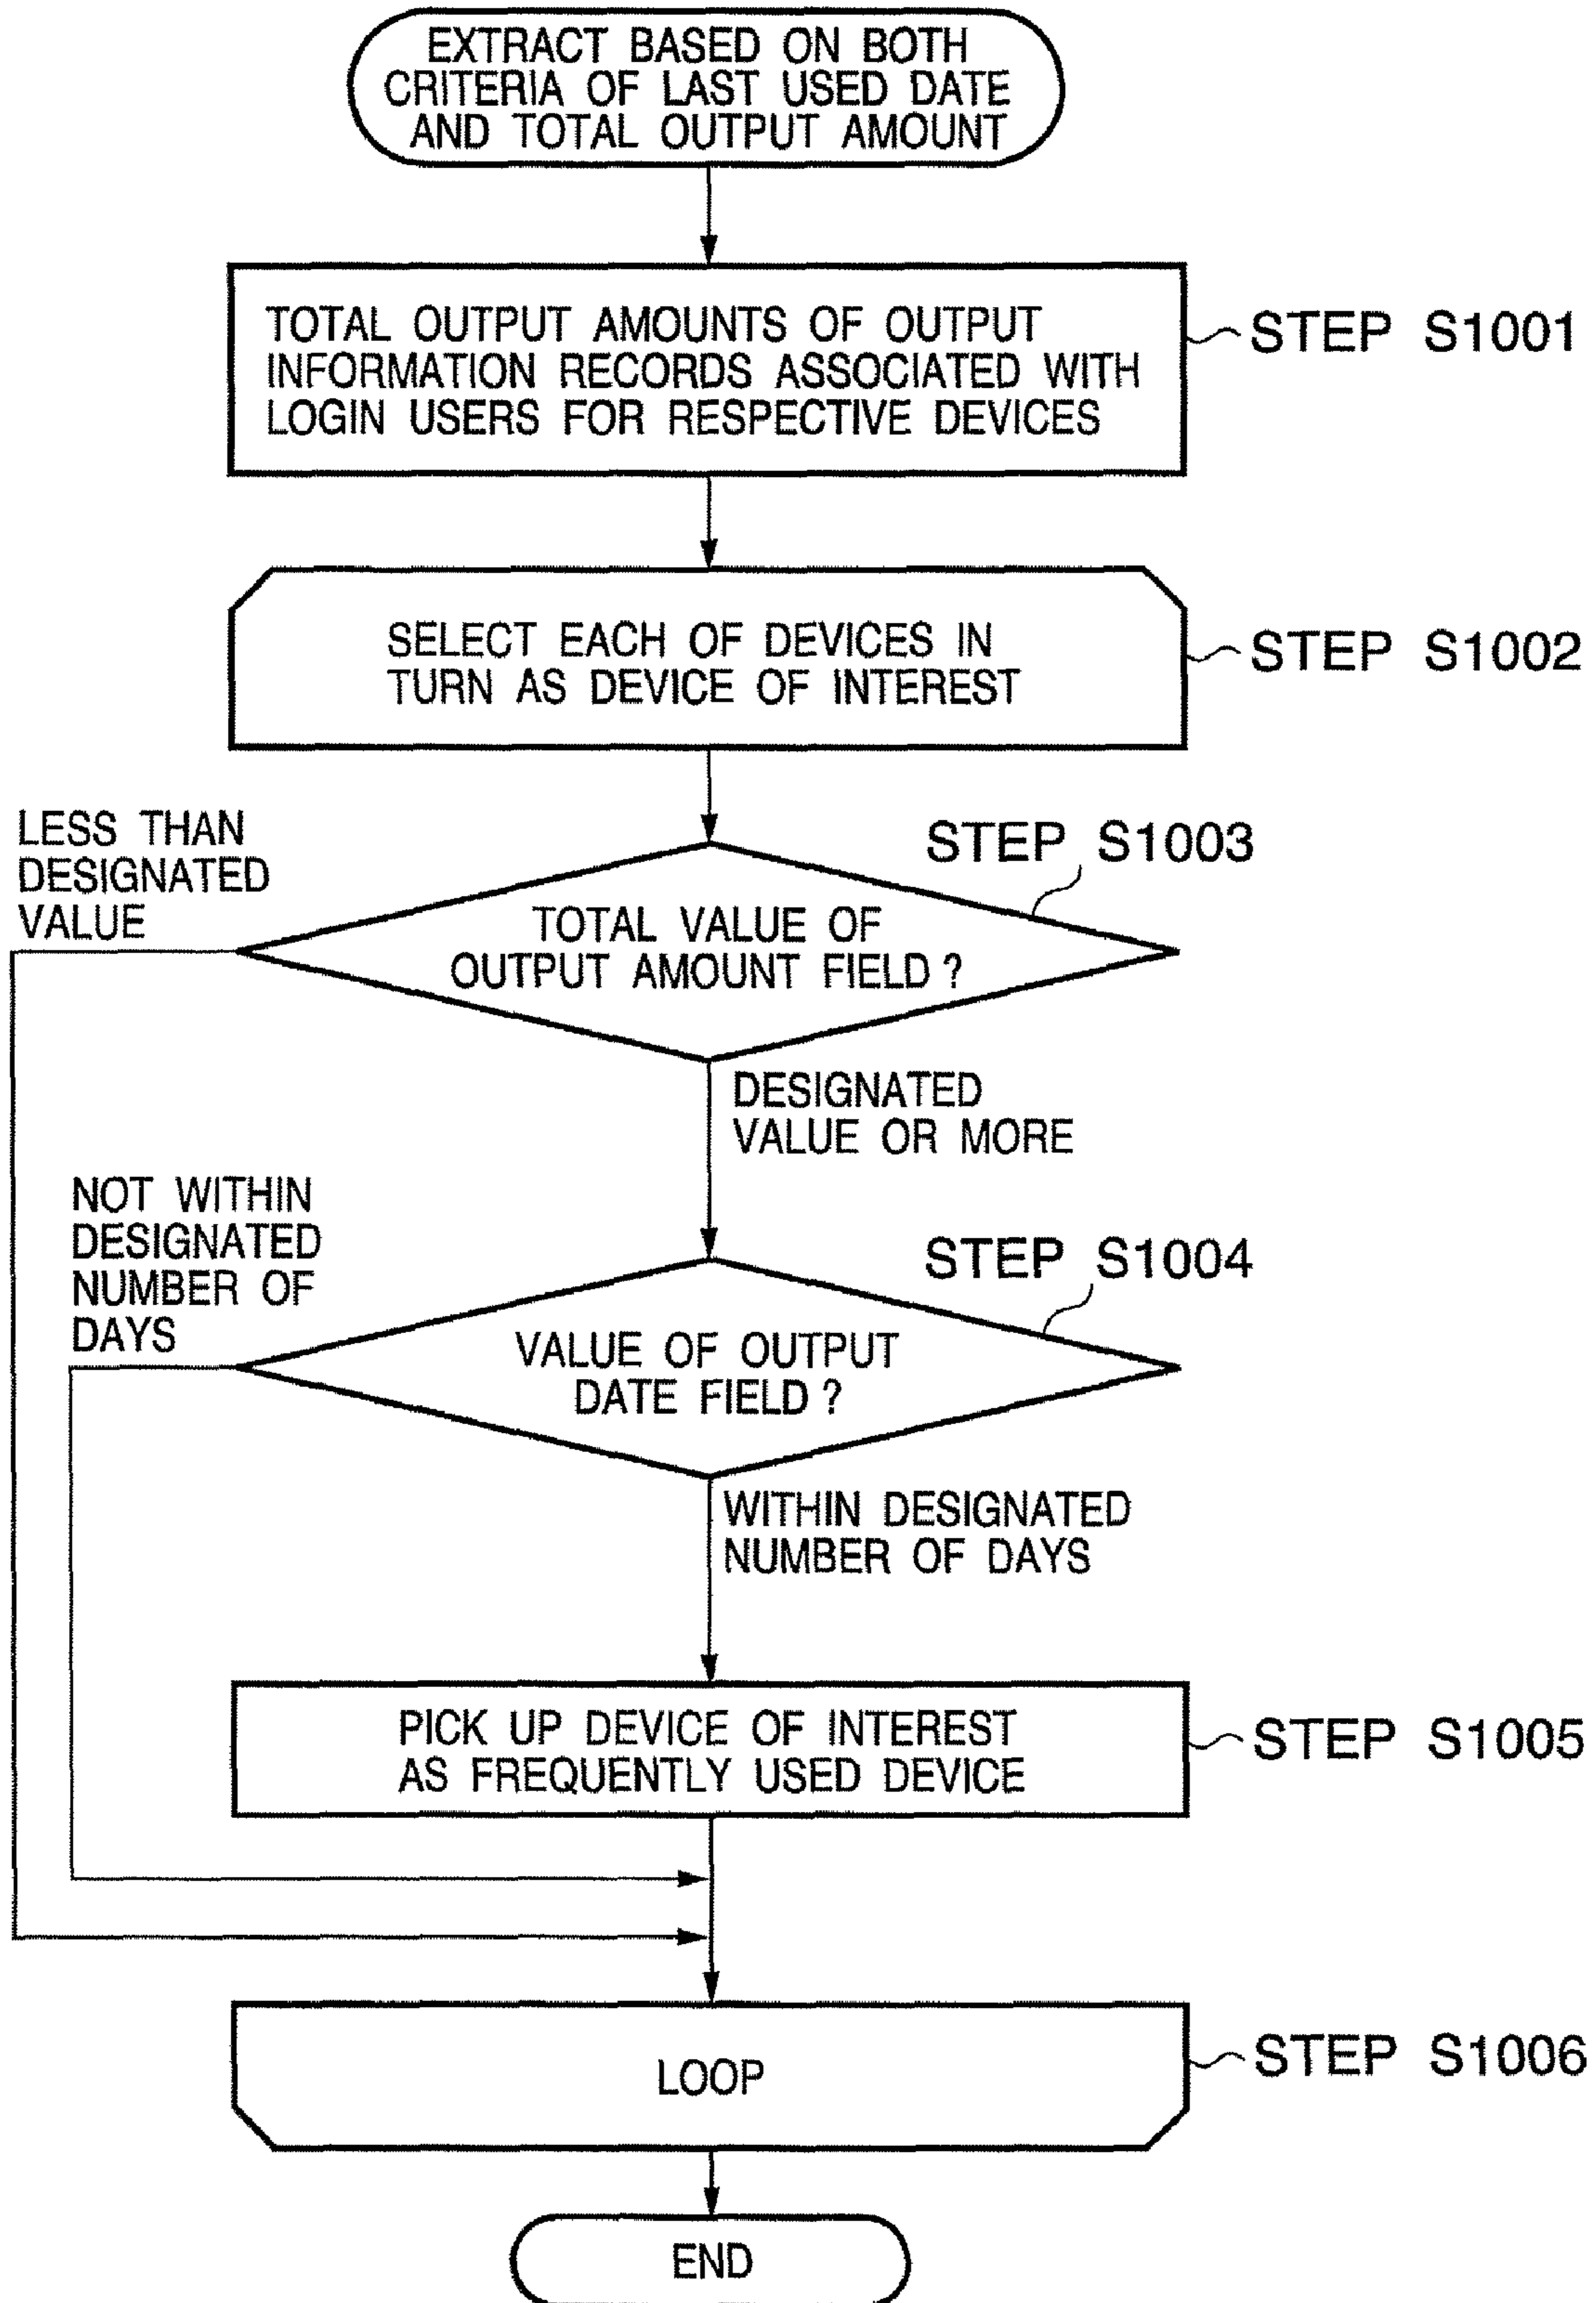 EXTRACT BASED ON BOTH
CRITERIA OF LAST USED DATE
AND TOTAL OUTPUT AMOUNT
TOTAL OUTPUT AMOUNTS OF OUTPUT
INFORMATION RECORDS ASSOCIATED WITH
LOGIN USERS FOR RESPECTIVE DEVICES
STEP S1001
SELECT EACH OF DEVICES IN
TURN AS DEVICE OF INTEREST
STEP S1002
LESS THAN
DESIGNATED
VALUE
STEP S1003
TOTAL VALUE OF
OUTPUT AMOUNT FIELD?
DESIGNATED
VALUE OR MORE
NOT WITHIN
DESIGNATED
NUMBER OF
DAYS
STEP S1004
VALUE OF OUTPUT
DATE FIELD?
WITHIN DESIGNATED
NUMBER OF DAYS
PICK UP DEVICE OF INTEREST
AS FREQUENTLY USED DEVICE
STEP S1005
LOOP
STEP S1006
END